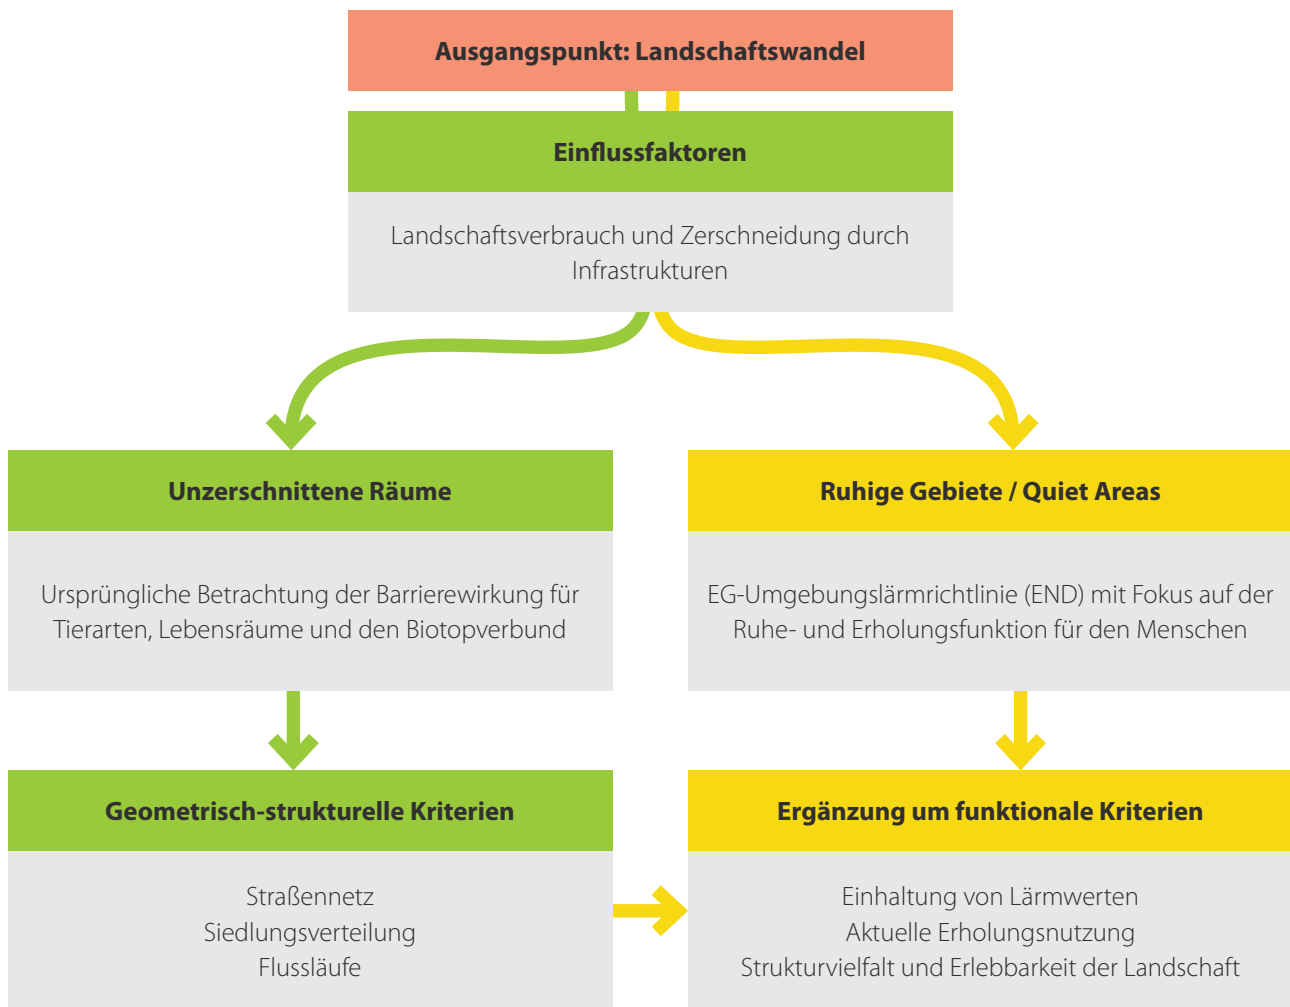 Ausgangspunkt: Landschaftswandel
Einflussfaktoren
Landschaftsverbrauch und Zerschneidung durch
Infrastrukturen
Unzerschnittene Räume
Ursprüngliche Betrachtung der Barrierewirkung für
Tierarten, Lebensräume und den Biotopverbund
Ruhige Gebiete / Quiet Areas
EG-Umgebungslärmrichtlinie (END) mit Fokus auf der
Ruhe- und Erholungsfunktion für den Menschen
Geometrisch-strukturelle Kriterien
Straßennetz
Siedlungsverteilung
Flussläufe
Ergänzung um funktionale Kriterien
Einhaltung von Lärmwerten
Aktuelle Erholungsnutzung
Strukturvielfalt und Erlebbarkeit der Landschaft